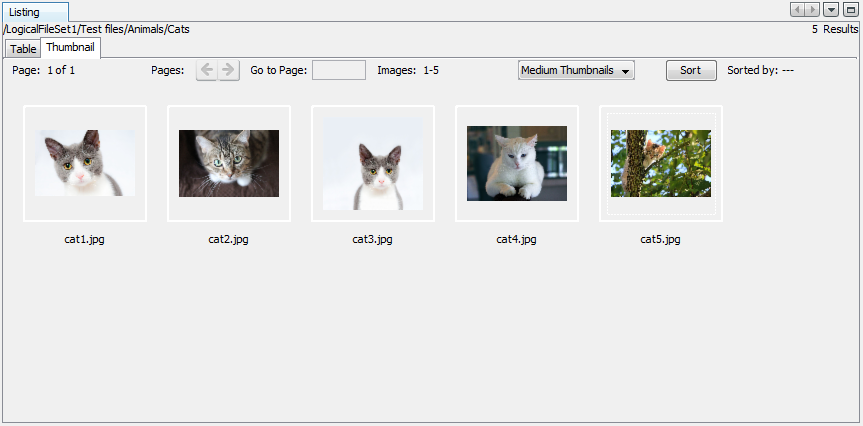 Listing
/LogicalFileSet1/Test files/Animals/Cats 5 Results
Table Thumbnail
Page: 1 of 1 Pages: Go to Page: Images: 1-5 Medium Thumbnails Sort Sorted by: ---
cat1.jpg cat2.jpg cat3.jpg cat4.jpg cat5.jpg